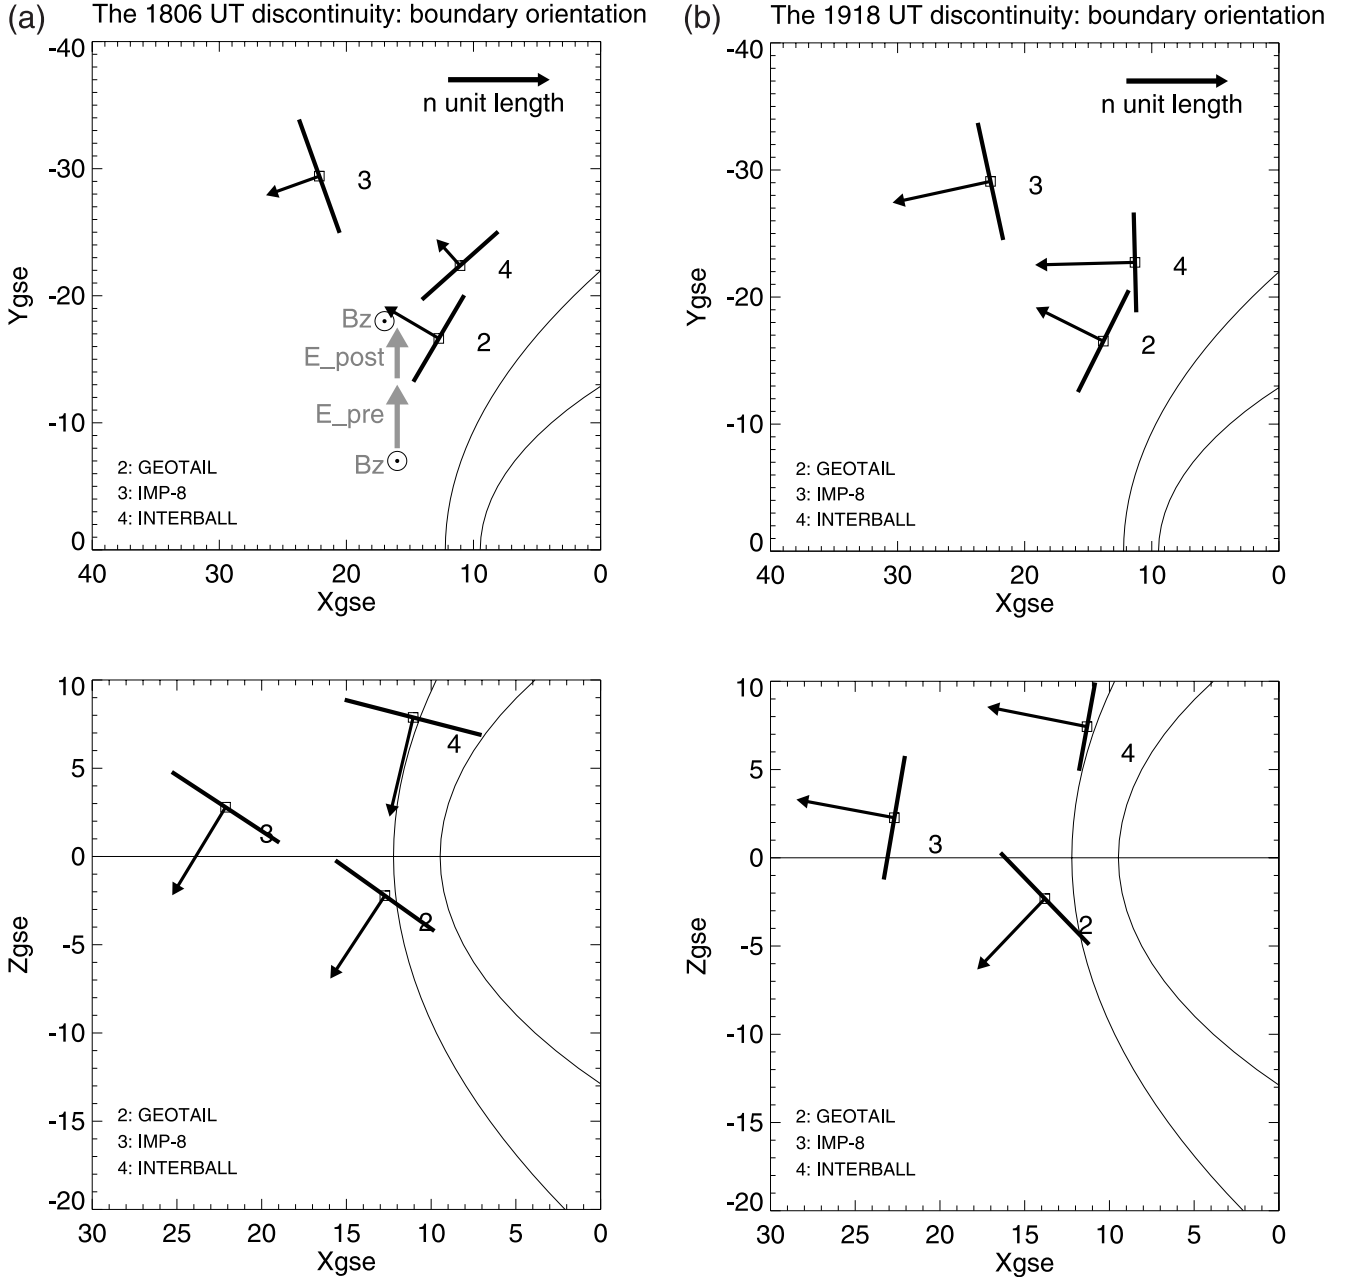 (a) The 1806 UT discontinuity: boundary orientation
-40
-30
-20
-10
0
Ygse
n unit length
3
4
2
Bz
E_post
E_pre
Bz
2: GEOTAIL
3: IMP-8
4: INTERBALL
40 30 20 10 0
Xgse
(b) The 1918 UT discontinuity: boundary orientation
-40
-30
-20
-10
0
Ygse
n unit length
3
4
2
2: GEOTAIL
3: IMP-8
4: INTERBALL
40 30 20 10 0
Xgse
10
5
0
-5
-10
-15
-20
Zgse
4
3
2
2: GEOTAIL
3: IMP-8
4: INTERBALL
30 25 20 15 10 5 0
Xgse
10
5
0
-5
-10
-15
-20
Zgse
4
3
2
2: GEOTAIL
3: IMP-8
4: INTERBALL
30 25 20 15 10 5 0
Xgse